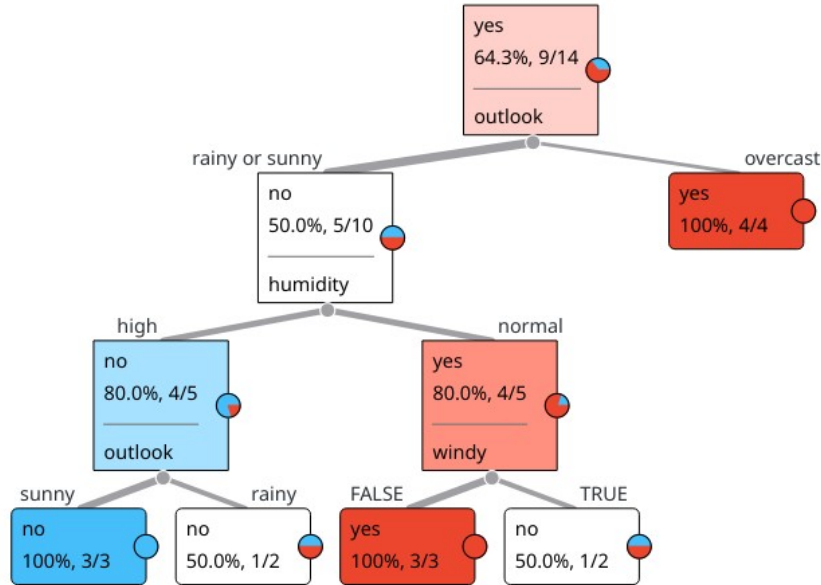 yes
64.3%, 9/14
outlook
rainy or sunny
overcast
no
50.0%, 5/10
humidity
yes
100%, 4/4
high
normal
no
80.0%, 4/5
outlook
yes
80.0%, 4/5
windy
sunny
rainy
FALSE
TRUE
no
100%, 3/3
no
50.0%, 1/2
yes
100%, 3/3
no
50.0%, 1/2